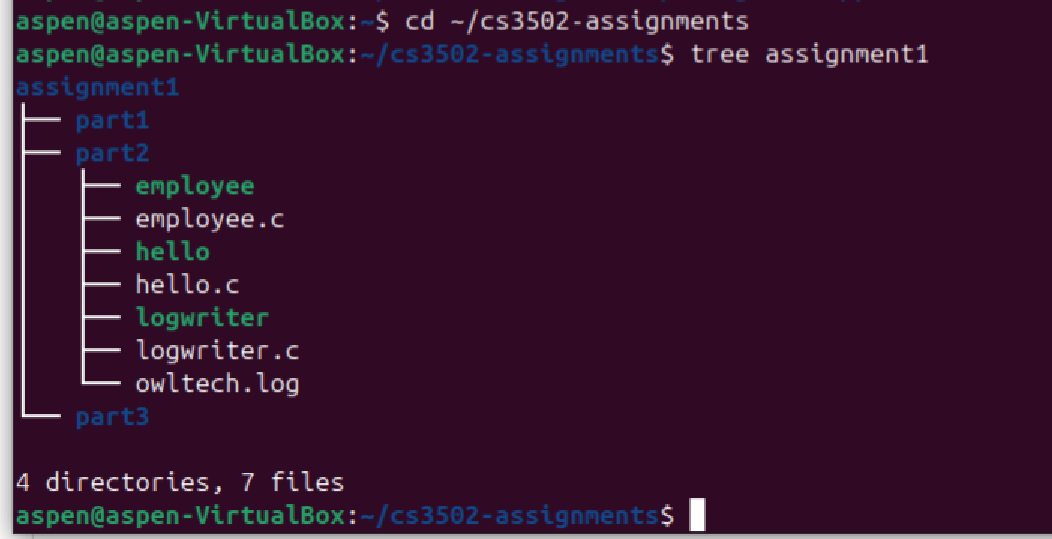 aspen@aspen-VirtualBox:~$ cd ~/cs3502-assignments
aspen@aspen-VirtualBox:~/cs3502-assignments$ tree assignment1
assignment1
├── part1
├── part2
│   ├── employee
│   ├── employee.c
│   ├── hello
│   ├── hello.c
│   ├── logwriter
│   ├── logwriter.c
│   └── owltech.log
└── part3
4 directories, 7 files
aspen@aspen-VirtualBox:~/cs3502-assignments$